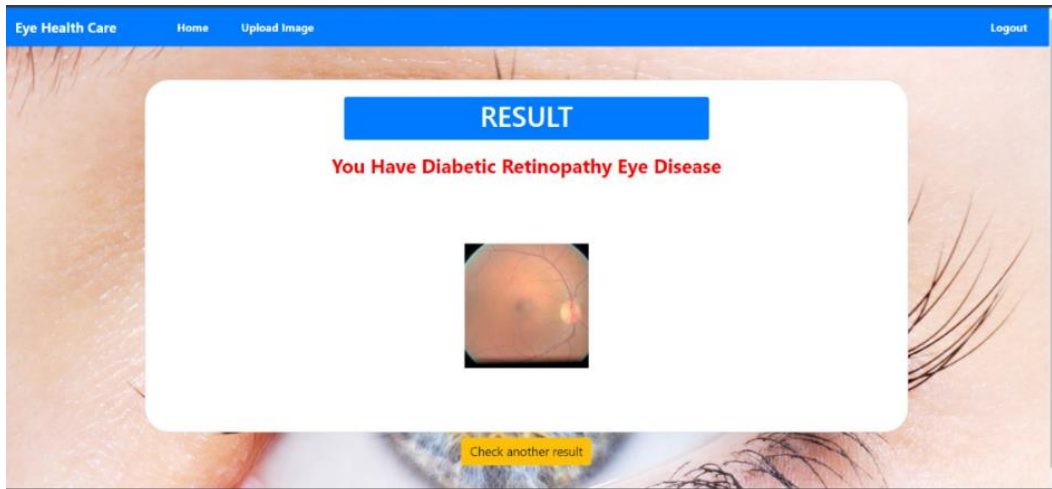 Eye Health Care Home Upload Image Logout
RESULT
You Have Diabetic Retinopathy Eye Disease
Check another result